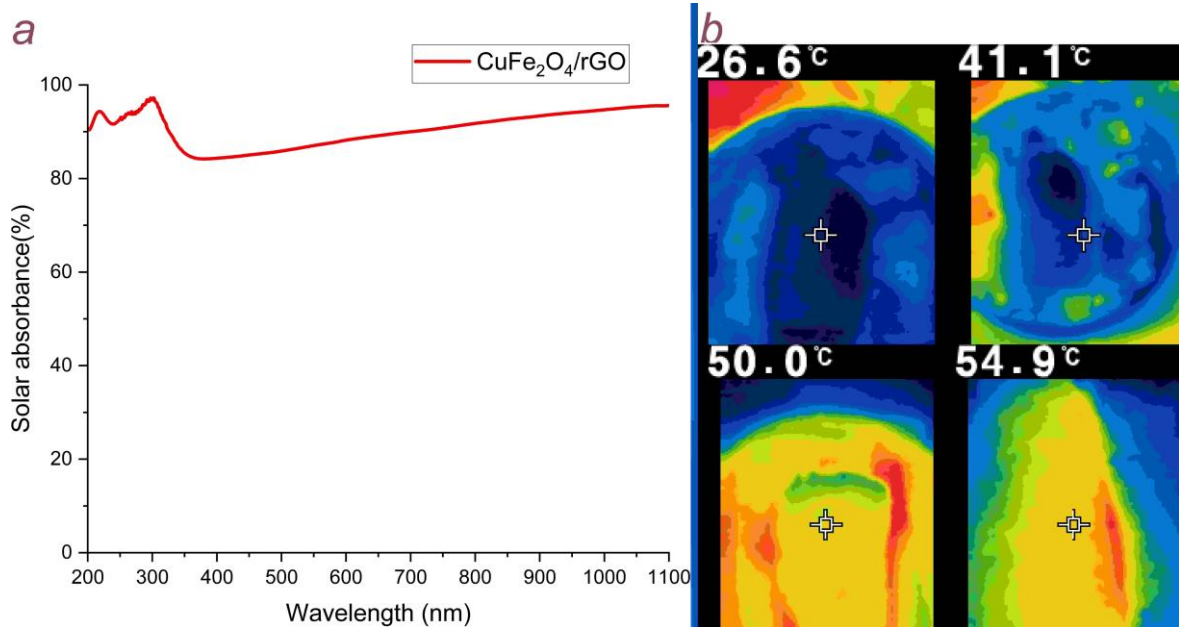 a
CuFe₂O₄/rGO
Solar absorbance(%)
100
80
60
40
20
0
200 300 400 500 600 700 800 900 1000 1100
Wavelength (nm)
b
26.6℃ 41.1℃
50.0℃ 54.9℃